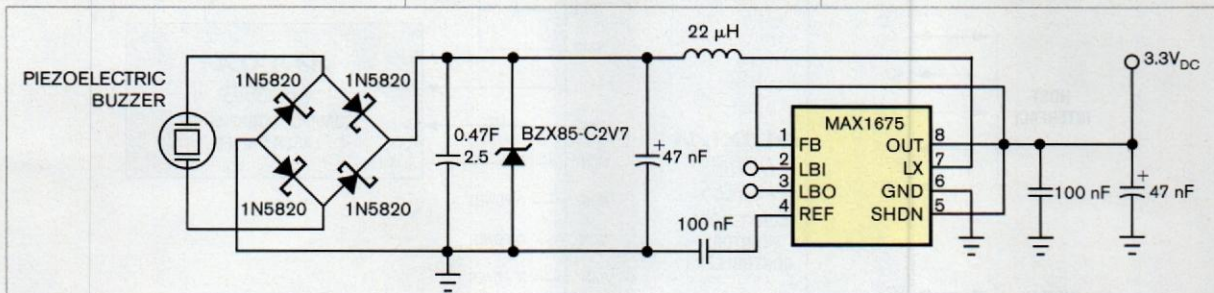 PIEZOELECTRIC
BUZZER
1N5820
1N5820
1N5820
1N5820
0.47F
2.5
BZX85-C2V7
+
47 nF
22 µH
100 nF
MAX1675
1
FB
2
LBI
3
LBO
4
REF
8
OUT
7
LX
6
GND
5
SHDN
3.3VDC
100 nF
+
47 nF